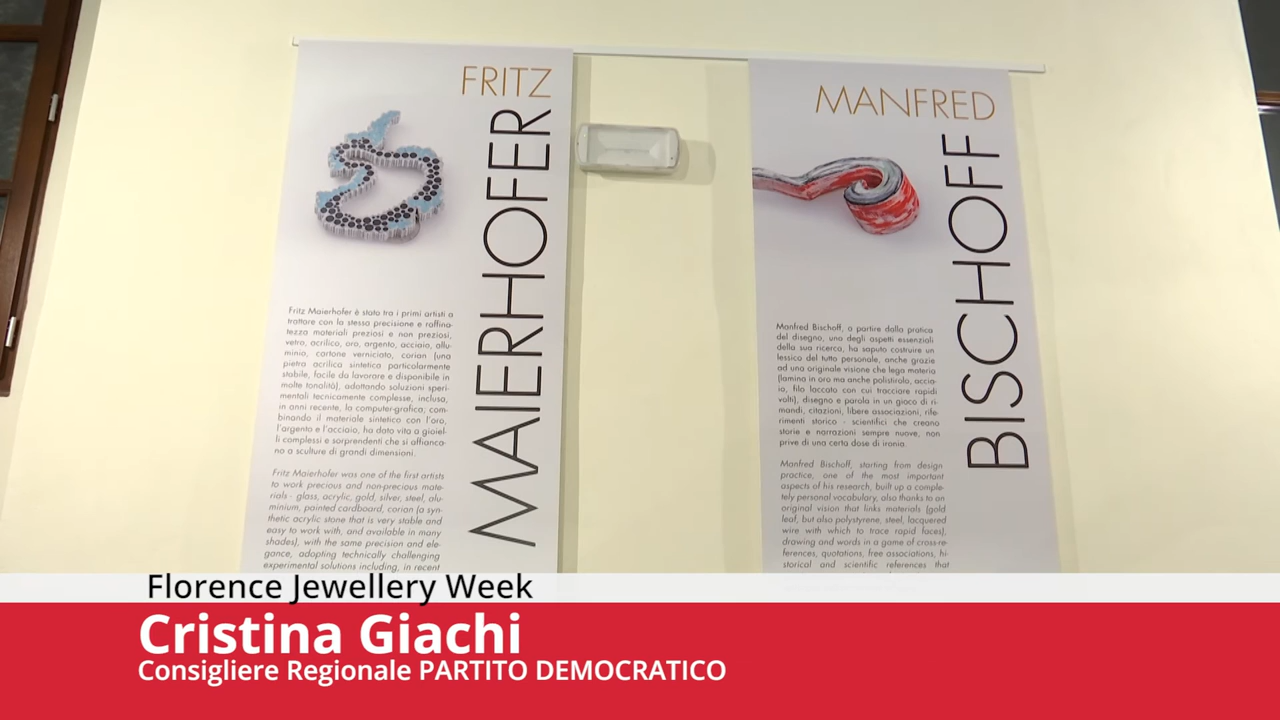 FRITZ
MAIERHOFER
Fritz Maierhofer è stato tra i primi artisti a
trattare con la stessa precisione e raffina-
tezza materiali preziosi e non preziosi,
vetro, acrilico, oro, argento, acciaio, allu-
minio, cartone verniciato, corian (una
pietra acrilica sintetica particolarmente
stabile, facile da lavorare e disponibile in
molte tonalità), adottando soluzioni speri-
mentali tecnicamente complesse, inclusa,
in anni recente, la computer-grafica; com-
binando il materiale sintetico con l'oro,
l'argento e l'acciaio, ha dato vita a gioiel-
li complessi e sorprendenti che si affianca-
no a sculture di grandi dimensioni.
Fritz Maierhofer was one of the first artists
to work precious and non-precious mate-
rials - glass, acrylic, gold, silver, steel, alu-
minium, painted cardboard, corian (a syn-
thetic acrylic stone that is very stable and
easy to work with, and available in many
shades), with the same precision and ele-
gance, adopting technically challenging
experimental solutions including, in recent
MANFRED
BISCHOFF
Manfred Bischoff, a partire dalla pratica
del disegno, uno degli aspetti essenziali
della sua ricerca, ha saputo costruire un
lessico del tutto personale, anche grazie
ad una originale visione che lega materia
(lamina in oro ma anche polistirolo, accia-
io, filo laccato con cui tracciare rapidi
volti), disegno e parola in un gioco di ri-
mandi, citazioni, libere associazioni, rife-
rimenti storico - scientifici che creano
storie e narrazioni sempre nuove, non
prive di una certa dose di ironia.
Manfred Bischoff, starting from design
practice, one of the most important
aspects of his research, built up a comple-
tely personal vocabulary, also thanks to an
original vision that links materials (gold
leaf, but also polystyrene, steel, lacquered
wire with which to trace rapid faces),
drawing and words in a game of cross-re-
ferences, quotations, free associations, hi-
storical and scientific references that
Florence Jewellery Week
Cristina Giachi
Consigliere Regionale PARTITO DEMOCRATICO